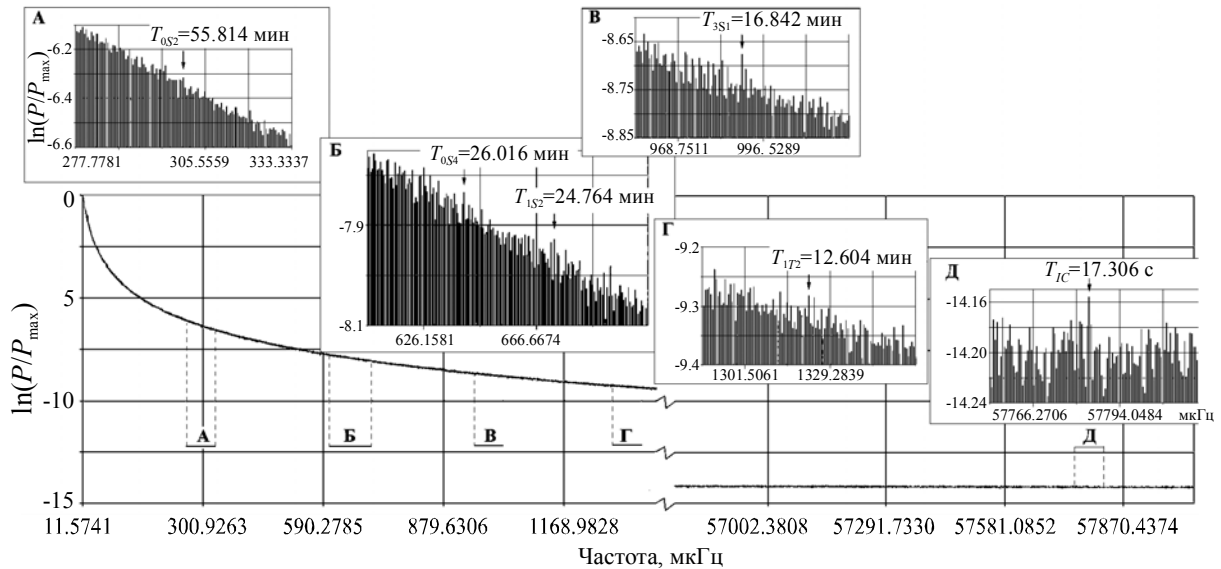 А
T0S2=55.814 мин
ln(P/Pmax)
-6.2
-6.4
-6.6
277.7781 305.5559 333.3337
В
T3S1=16.842 мин
-8.65
-8.75
-8.85
968.7511 996. 5289
Б
T0S4=26.016 мин
T1S2=24.764 мин
-7.9
-8.1
626.1581 666.6674
Г
T1T2=12.604 мин
-9.2
-9.3
-9.4
1301.5061 1329.2839
Д
TIC=17.306 с
-14.16
-14.20
-14.24
57766.2706 57794.0484 мкГц
ln(P/Pmax)
0
5
-10
-15
А Б В Г Д
11.5741 300.9263 590.2785 879.6306 1168.9828 57002.3808 57291.7330 57581.0852 57870.4374
Частота, мкГц